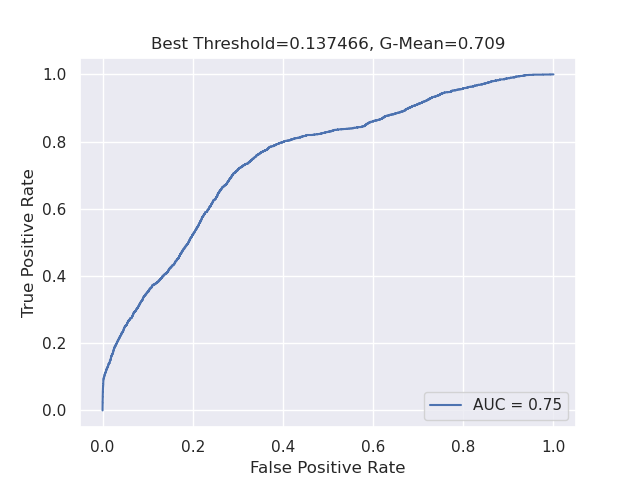 Best Threshold=0.137466, G-Mean=0.709
1.0
0.8
0.6
0.4
0.2
0.0
True Positive Rate
AUC = 0.75
0.0 0.2 0.4 0.6 0.8 1.0
False Positive Rate